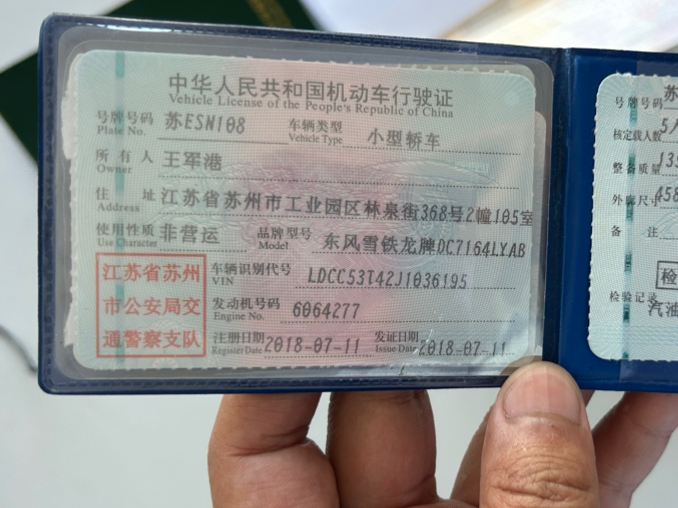 中华人民共和国机动车行驶证
Vehicle License of the People's Republic of China
号牌号码 苏ESN108 车辆类型 小型轿车
Plate No. Vehicle Type
所有人 王军港
Owner
住址 江苏省苏州市工业园区林泉街368号2幢105室
Address
使用性质 非营运 品牌型号 东风雪铁龙牌DC7164LYAB
Use Character Model
江苏省苏州
市公安局交
通警察支队
车辆识别代号 LDCC53T42J1036195
VIN
发动机号码 6064277
Engine No.
注册日期 2018-07-11 发证日期 2018-07-11
Register Date Issue Date
号牌号码 苏
核定载人数 5人
整备质量 135
外廓尺寸 458
备注
检
检验记录
汽油